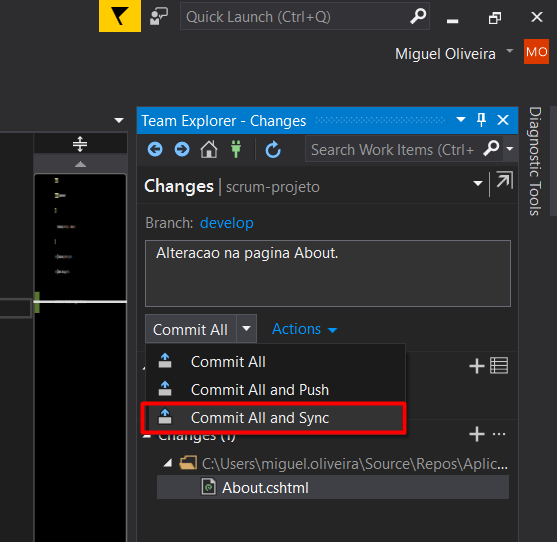 Quick Launch (Ctrl+Q)
Miguel Oliveira
MO
Team Explorer - Changes
Search Work Items (Ctrl+
Changes | scrum-projeto
Branch: develop
Alteracao na pagina About.
Commit All
Actions
Commit All
Commit All and Push
Commit All and Sync
Changes (1)
C:\Users\miguel.oliveira\Source\Repos\Aplic...
About.cshtml
Diagnostic Tools